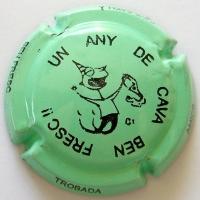 UN ANY DE CAVA BEN FRESC !!
TROBADA